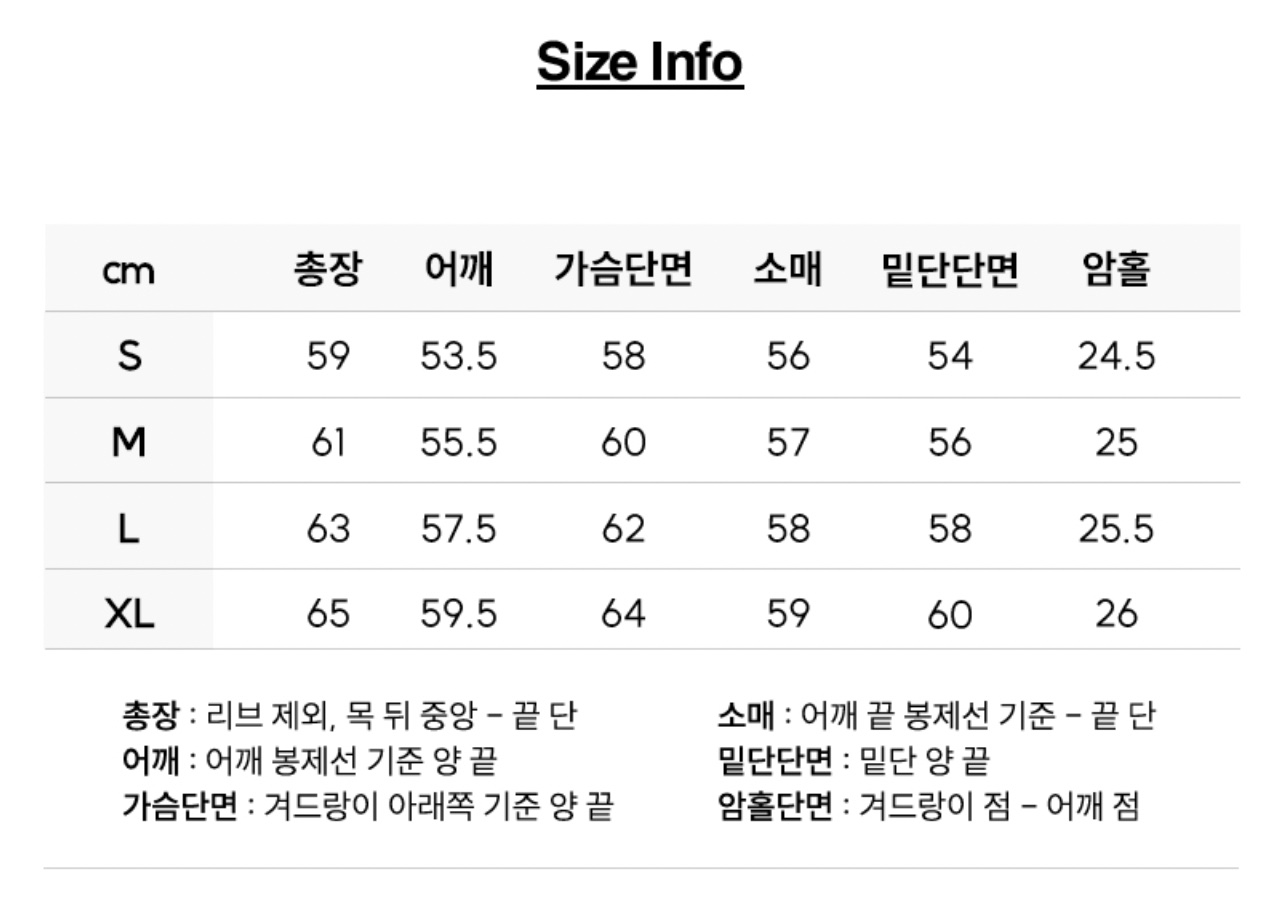 Size Info
cm 총장 어깨 가슴단면 소매 밑단단면 암홀
S 59 53.5 58 56 54 24.5
M 61 55.5 60 57 56 25
L 63 57.5 62 58 58 25.5
XL 65 59.5 64 59 60 26
총장 : 리브 제외, 목 뒤 중앙 – 끝 단
어깨 : 어깨 봉제선 기준 양 끝
가슴단면 : 겨드랑이 아래쪽 기준 양 끝
소매 : 어깨 끝 봉제선 기준 – 끝 단
밑단단면 : 밑단 양 끝
암홀단면 : 겨드랑이 점 – 어깨 점